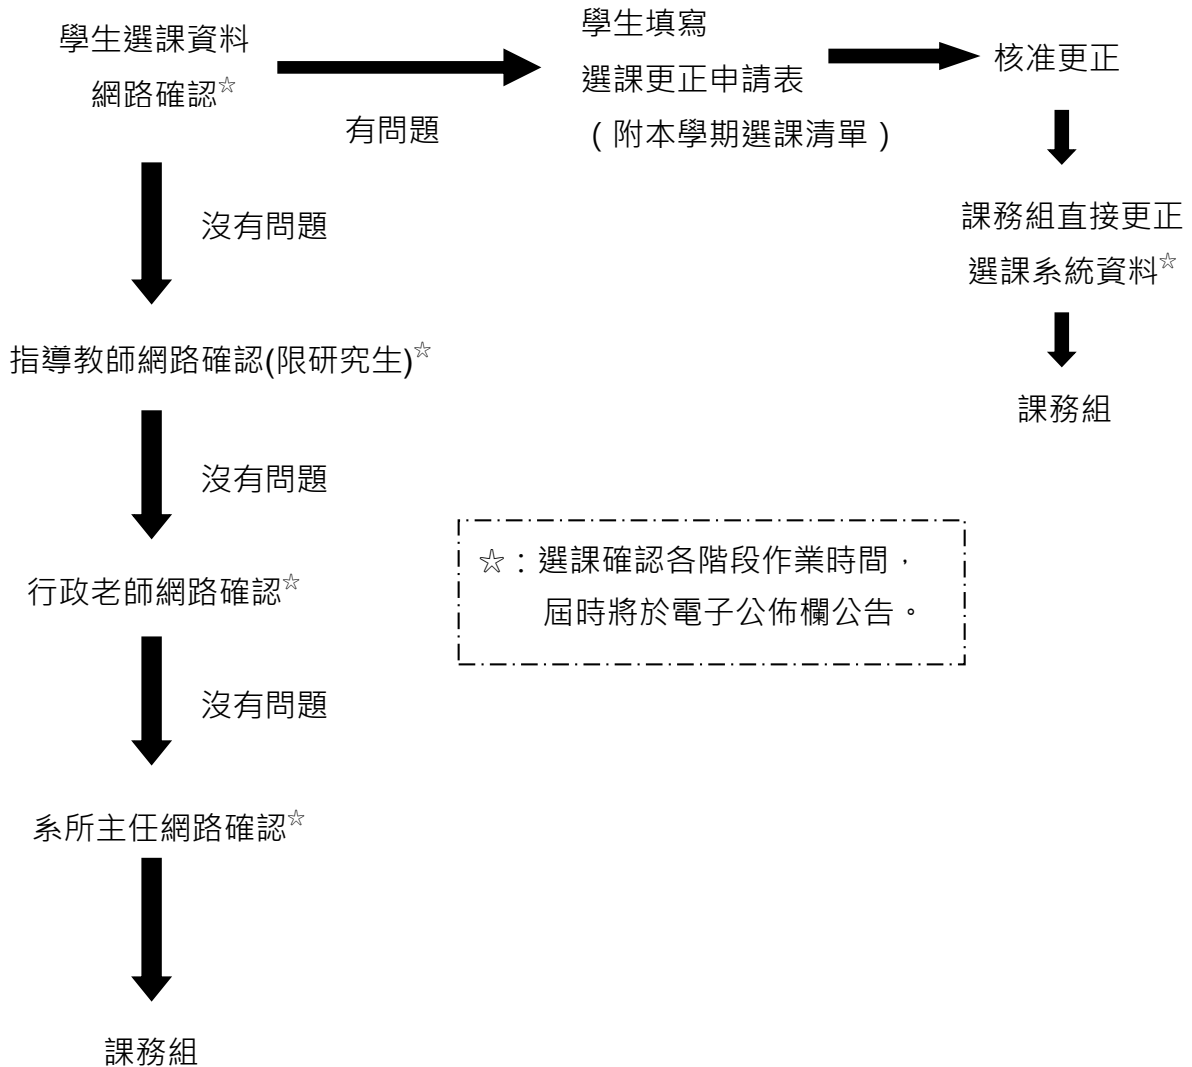 學生選課資料
網路確認☆
有問題
學生填寫
選課更正申請表
（附本學期選課清單）
核准更正
課務組直接更正
選課系統資料☆
課務組
沒有問題
指導教師網路確認(限研究生)☆
沒有問題
行政老師網路確認☆
沒有問題
系所主任網路確認☆
課務組
☆：選課確認各階段作業時間，
屆時將於電子公佈欄公告。